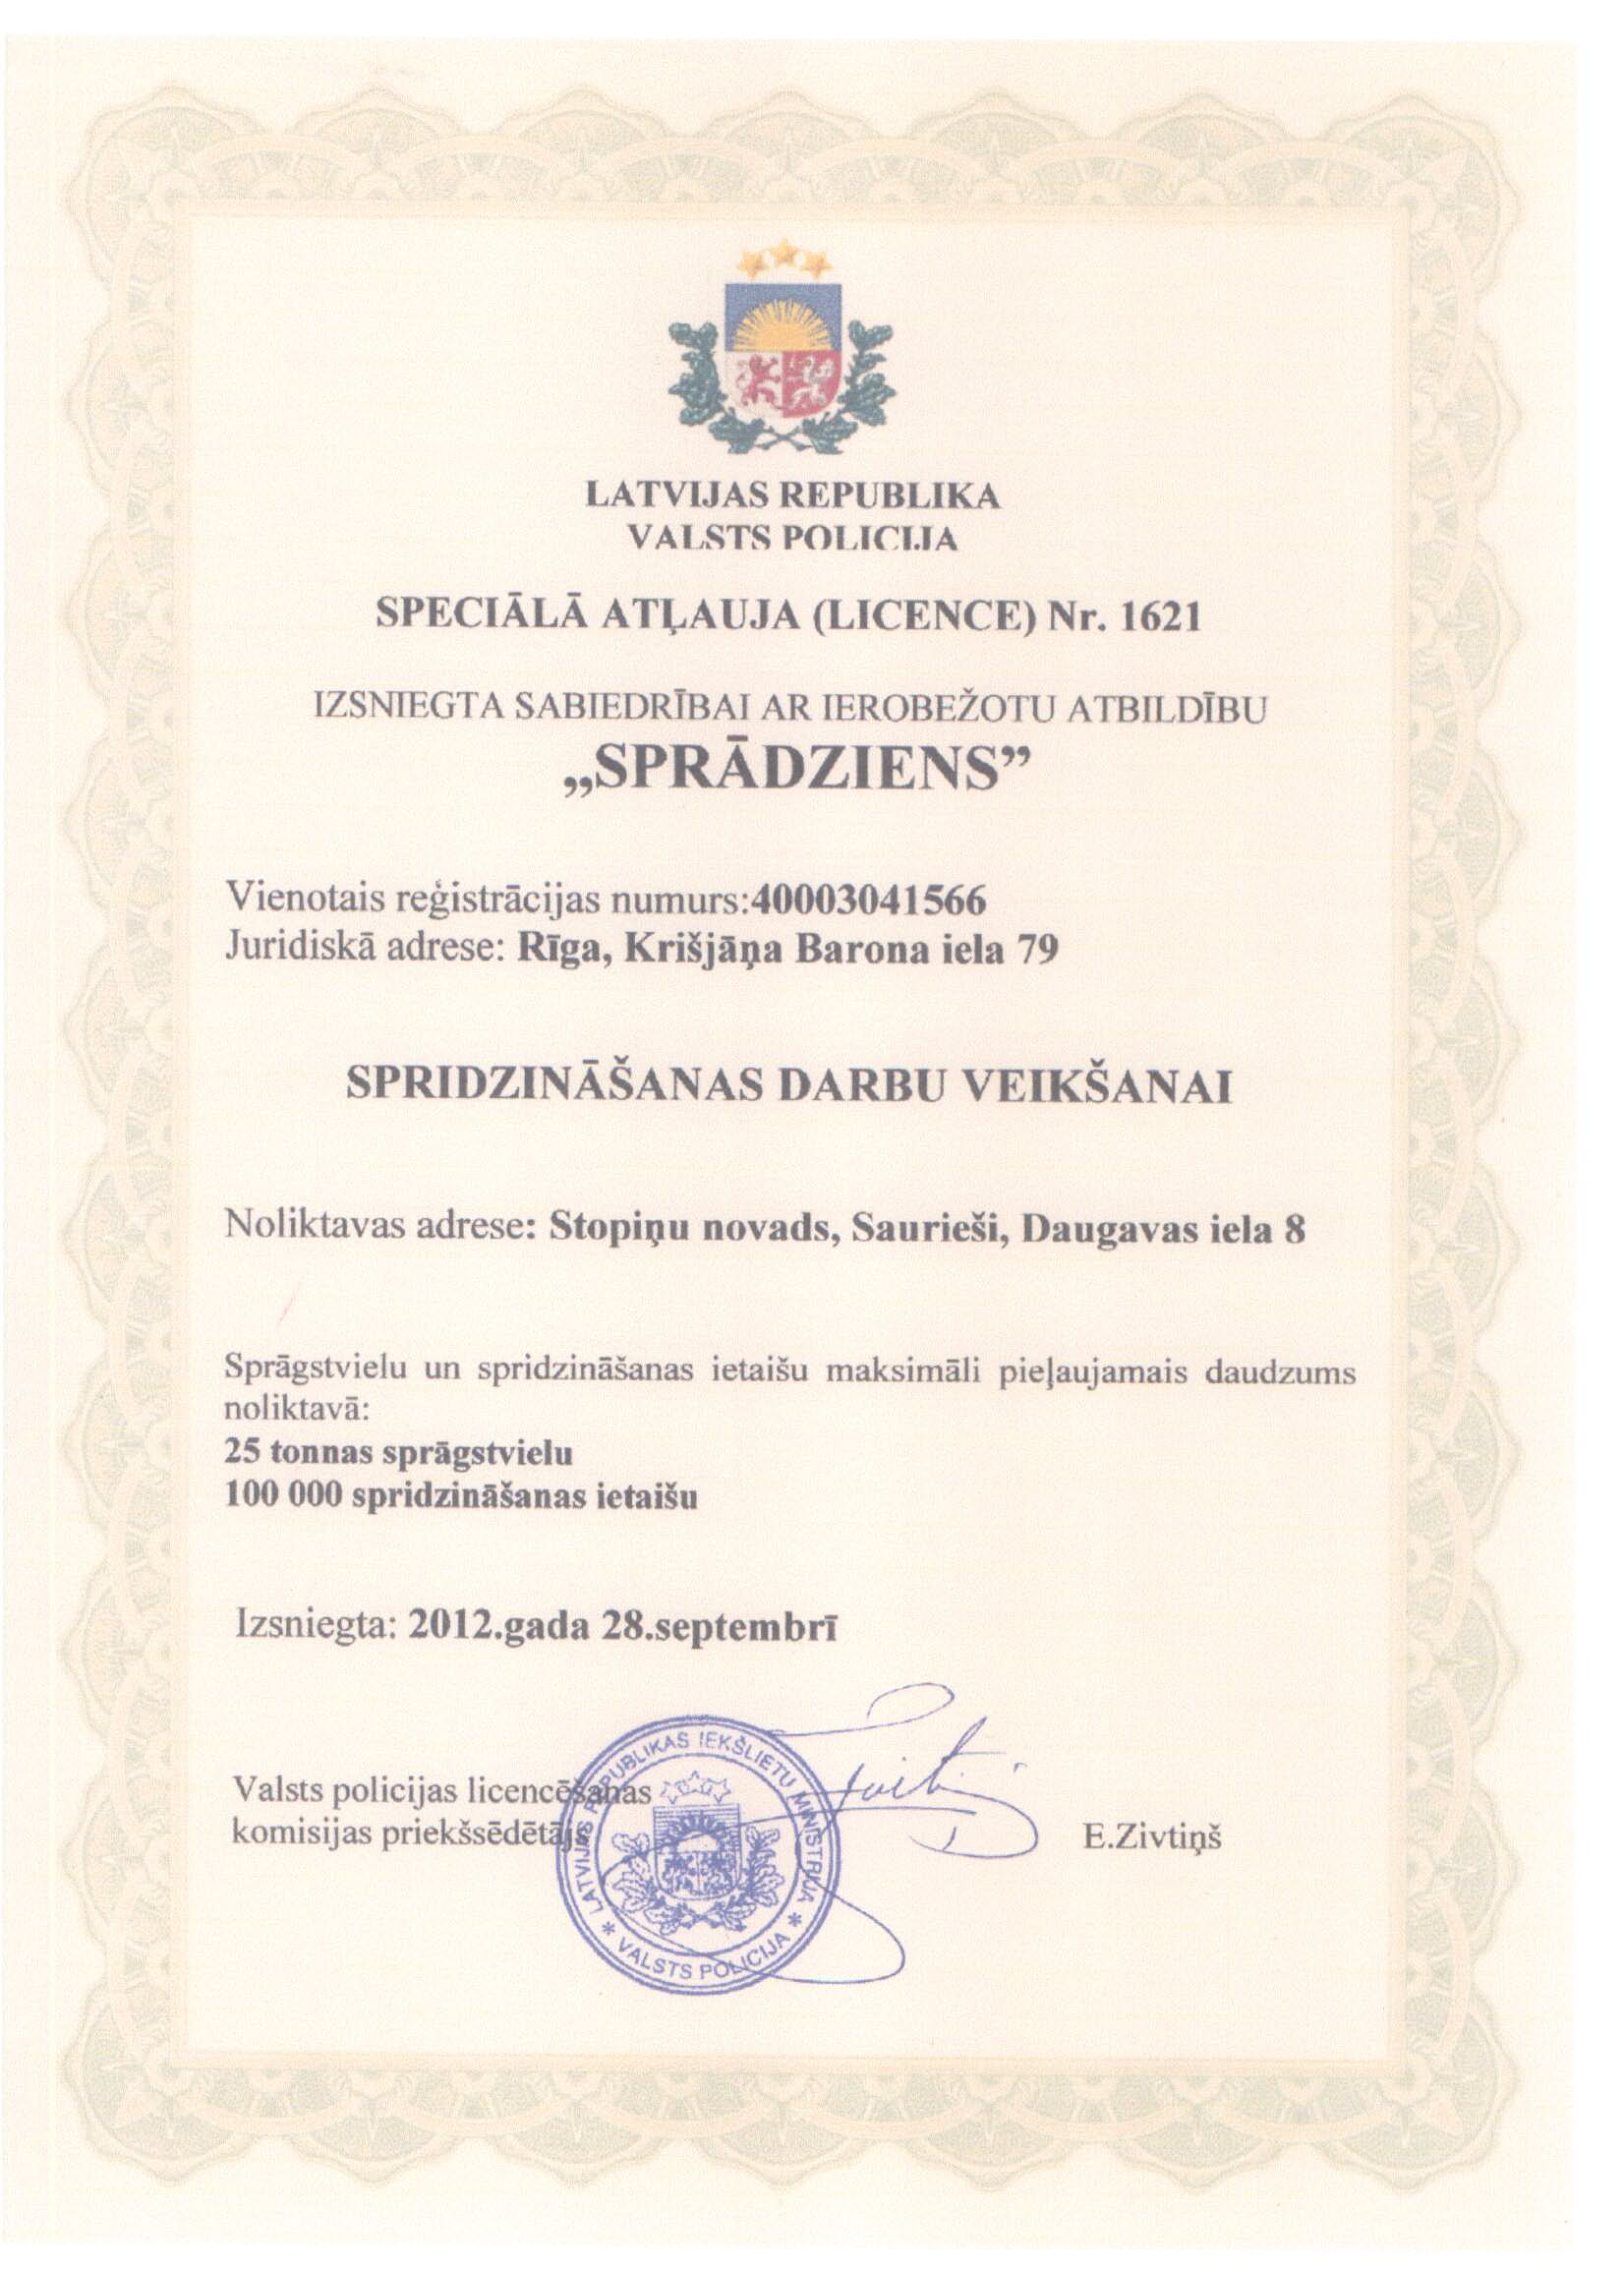 LATVIJAS REPUBLIKA
VALSTS POLICIJA
SPECIĀLĀ ATĻAUJA (LICENCE) Nr. 1621
IZSNIEGTA SABIEDRĪBAI AR IEROBEŽOTU ATBILDĪBU
„SPRĀDZIENS”
Vienotais reģistrācijas numurs:40003041566
Juridiskā adrese: Rīga, Krišjāņa Barona iela 79
SPRIDZINĀŠANAS DARBU VEIKŠANAI
Noliktavas adrese: Stopiņu novads, Saurieši, Daugavas iela 8
Sprāgstvielu un spridzināšanas ietaišu maksimāli pieļaujamais daudzums
noliktavā:
25 tonnas sprāgstvielu
100 000 spridzināšanas ietaišu
Izsniegta: 2012.gada 28.septembrī
Valsts policijas licencēšanas
komisijas priekšsēdētājs
E.Zivtiņš
LATVIJAS REPUBLIKAS IEKŠLIETU MINISTRIJA
* VALSTS POLICIJA *